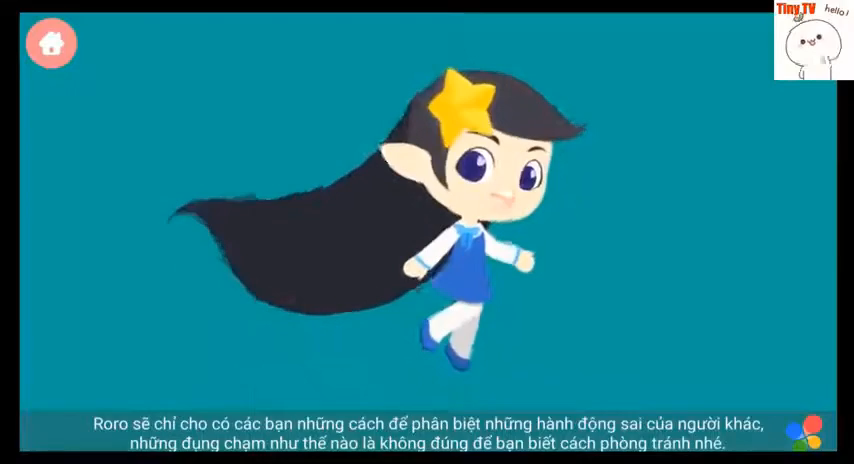 Tiny TV
hello!
Roro sẽ chỉ cho có các bạn những cách để phân biệt những hành động sai của người khác,
những đụng chạm như thế nào là không đúng để bạn biết cách phòng tránh nhé.